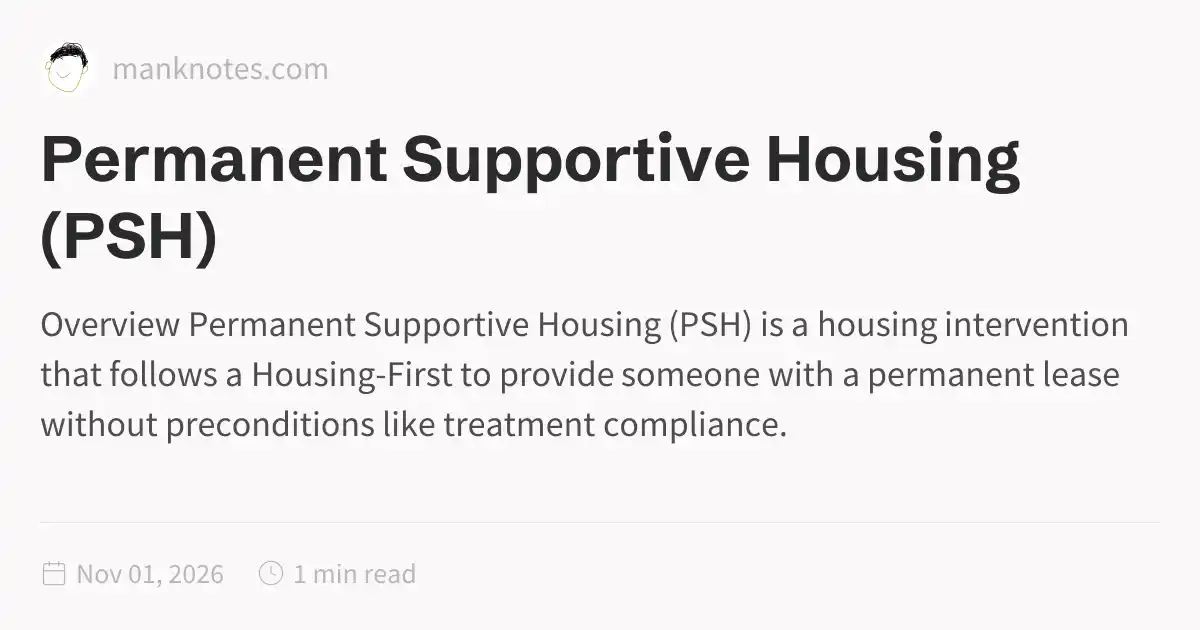 manknotes.com
Permanent Supportive Housing
(PSH)
Overview Permanent Supportive Housing (PSH) is a housing intervention
that follows a Housing-First to provide someone with a permanent lease
without preconditions like treatment compliance.
Nov 01, 2026 1 min read